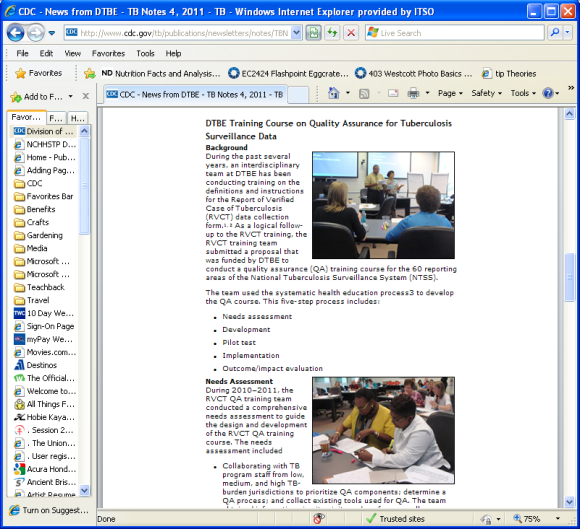 CDC - News from DTBE - TB Notes 4, 2011 - TB - Windows Internet Explorer provided by ITSO
http://www.cdc.gov/tb/publications/newsletters/notes/TBN
Live Search
File Edit View Favorites Tools Help
Favorites ND Nutrition Facts and Analysis... EC2424 Flashpoint Eggcrate... 403 Westcott Photo Basics ... tip Theories
Add to F... X CDC - News from DTBE - TB Notes 4, 2011 - TB Page Safety Tools
Favor... F... H...
CDC Division of ...
NCHHSTP D...
Home - Pub...
Adding Pag...
CDC
Favorites Bar
Benefits
Crafts
Gardening
Media
Microsoft ...
Microsoft ...
Teachback
Travel
TWC 10 Day We...
Sign-On Page
myPay We...
Movies.com...
Destinos
The Official...
Welcome to...
All Things F...
Hobie Kaya...
. Session 2...
. The Union...
. User regis...
Acura Hond...
Ancient Bris...
Artist Resume
Turn on Suggest...
DTBE Training Course on Quality Assurance for Tuberculosis
Surveillance Data
Background
During the past several
years, an interdisciplinary
team at DTBE has been
conducting training on the
definitions and instructions
for the Report of Verified
Case of Tuberculosis
(RVCT) data collection
form.1, 2 As a logical follow-
up to the RVCT training, the
RVCT training team
submitted a proposal that
was funded by DTBE to
conduct a quality assurance (QA) training course for the 60 reporting
areas of the National Tuberculosis Surveillance System (NTSS).
The team used the systematic health education process3 to develop
the QA course. This five-step process includes:
• Needs assessment
• Development
• Pilot test
• Implementation
• Outcome/impact evaluation
Needs Assessment
During 2010–2011, the
RVCT QA training team
conducted a comprehensive
needs assessment to guide
the design and development
of the RVCT QA training
course. The needs
assessment included
• Collaborating with TB
program staff from low,
medium, and high TB-
burden jurisdictions to prioritize QA components; determine a
QA process; and collect existing tools used for QA. The team
Done Trusted sites 75%